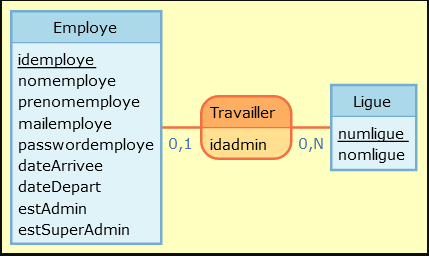 Employe
idemploye
nomemploye
prenomemploye
mailemploye
passwordemploye
dateArrivee
dateDepart
estAdmin
estSuperAdmin
0,1
Travailler
idadmin
0,N
Ligue
numligue
nomligue